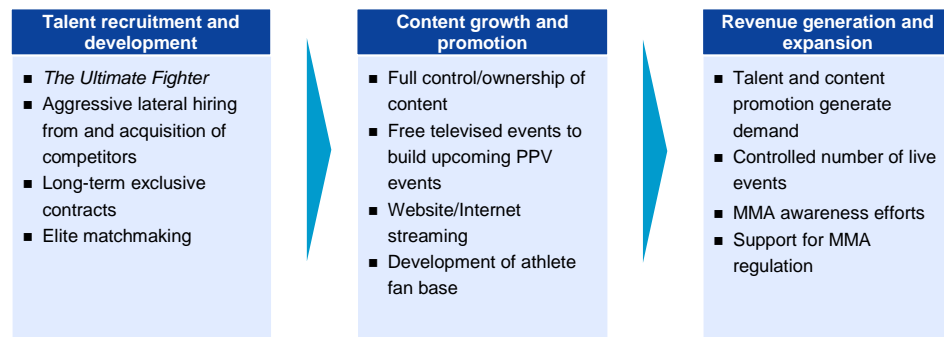 Talent recruitment and
development
■ The Ultimate Fighter
■ Aggressive lateral hiring
from and acquisition of
competitors
■ Long-term exclusive
contracts
■ Elite matchmaking
Content growth and
promotion
■ Full control/ownership of
content
■ Free televised events to
build upcoming PPV
events
■ Website/Internet
streaming
■ Development of athlete
fan base
Revenue generation and
expansion
■ Talent and content
promotion generate
demand
■ Controlled number of live
events
■ MMA awareness efforts
■ Support for MMA
regulation